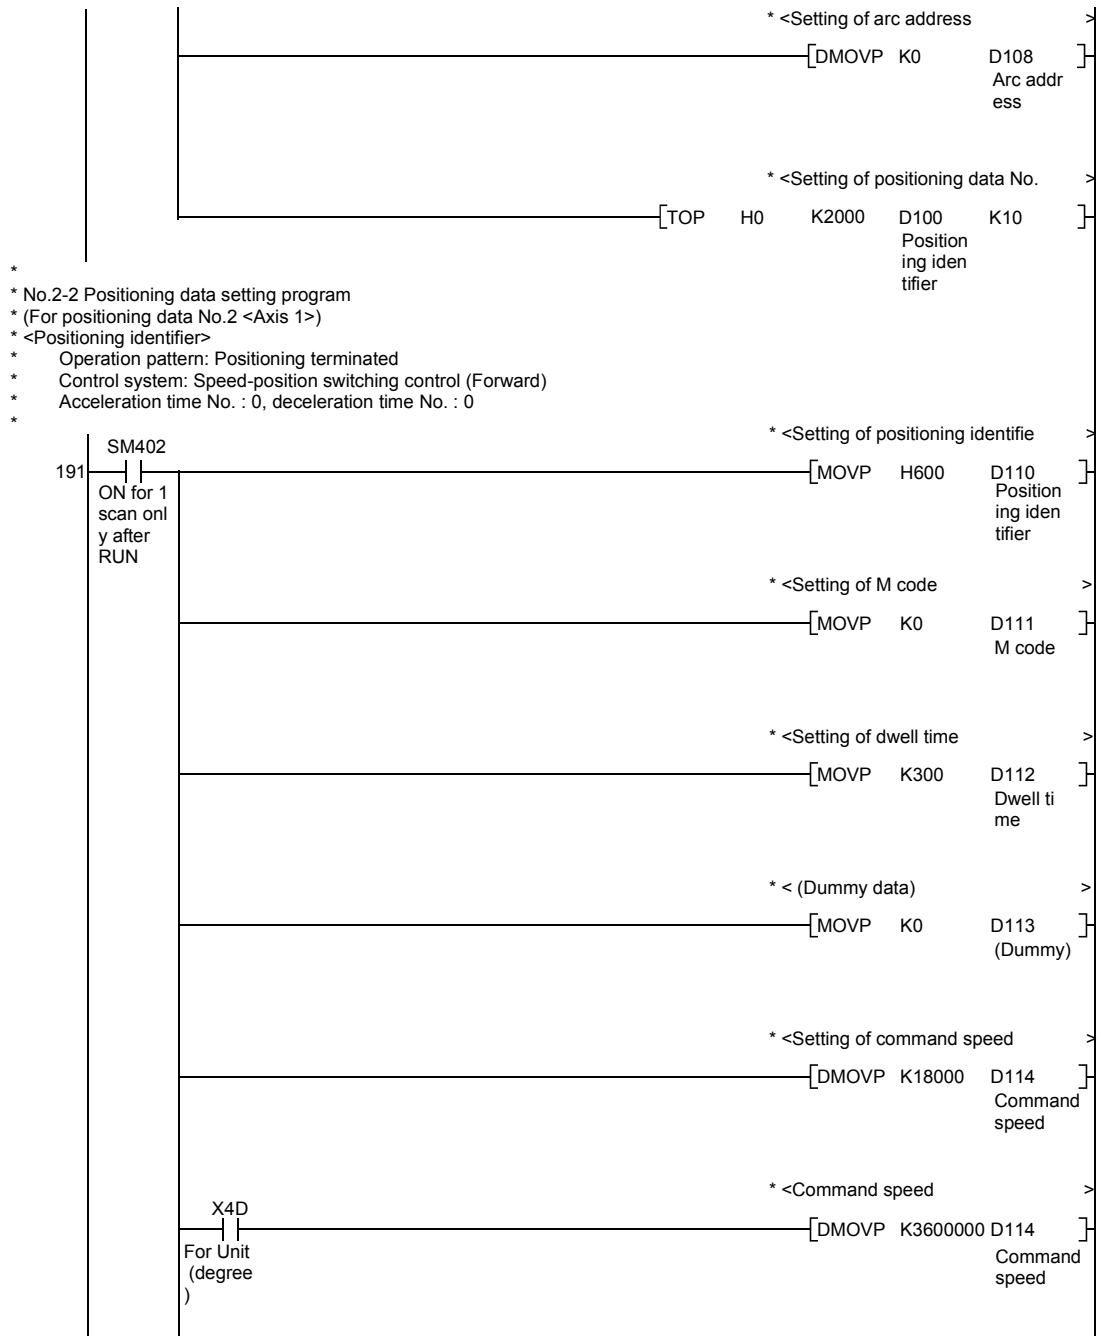 * <Setting of arc address >
DMOVP K0 D108
Arc addr
ess
* <Setting of positioning data No. >
TOP H0 K2000 D100 K10
Position
ing iden
tifier
*
* No.2-2 Positioning data setting program
* (For positioning data No.2 <Axis 1>)
* <Positioning identifier>
* Operation pattern: Positioning terminated
* Control system: Speed-position switching control (Forward)
* Acceleration time No. : 0, deceleration time No. : 0
*
* <Setting of positioning identifie >
SM402
191 MOVP H600 D110
ON for 1
scan onl
y after
RUN
Position
ing iden
tifier
* <Setting of M code >
MOVP K0 D111
M code
* <Setting of dwell time >
MOVP K300 D112
Dwell ti
me
* < (Dummy data) >
MOVP K0 D113
(Dummy)
* <Setting of command speed >
DMOVP K18000 D114
Command
speed
* <Command speed >
X4D
DMOVP K3600000 D114
For Unit
(degree
)
Command
speed